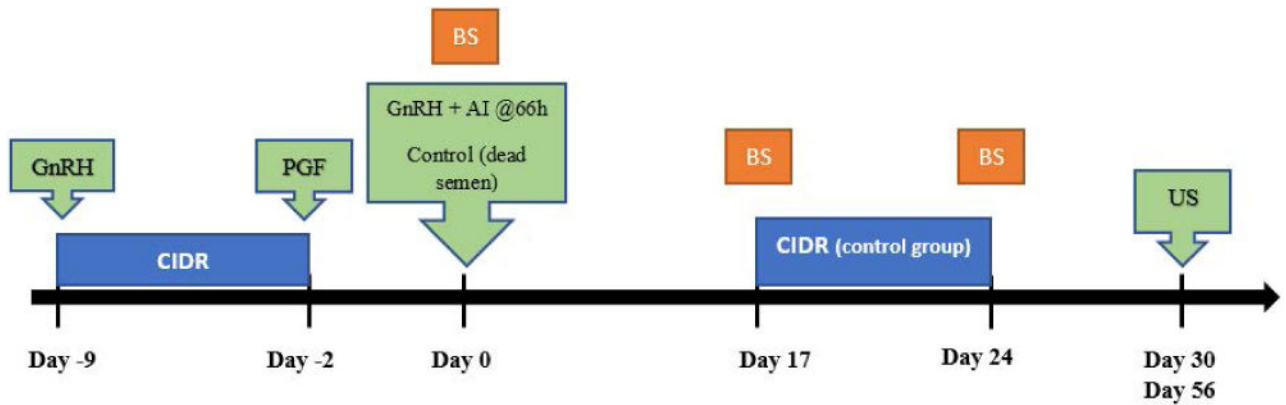 BS
GnRH + AI @66h
Control (dead
semen)
GnRH
PGF
BS
BS
US
CIDR
CIDR (control group)
Day -9
Day -2
Day 0
Day 17
Day 24
Day 30
Day 56